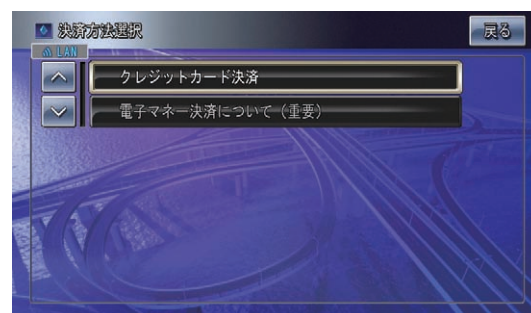 決済方法選択
戻る
LAN
クレジットカード決済
電子マネー決済について（重要）